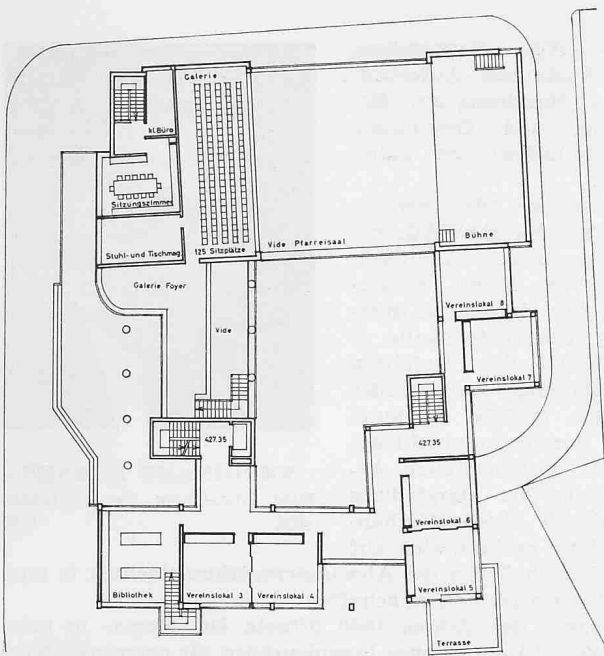 Galerie
kl. Büro
Sitzungszimmer
Stuhl- und Tischmag.
125 Sitzplätze
Vide Pfarreisaal
Bühne
Galerie Foyer
Vide
Vereinslokal 8
Vereinslokal 7
427.35
427.35
Vereinslokal 6
Bibliothek
Vereinslokal 3
Vereinslokal 4
Vereinslokal 5
Terrasse